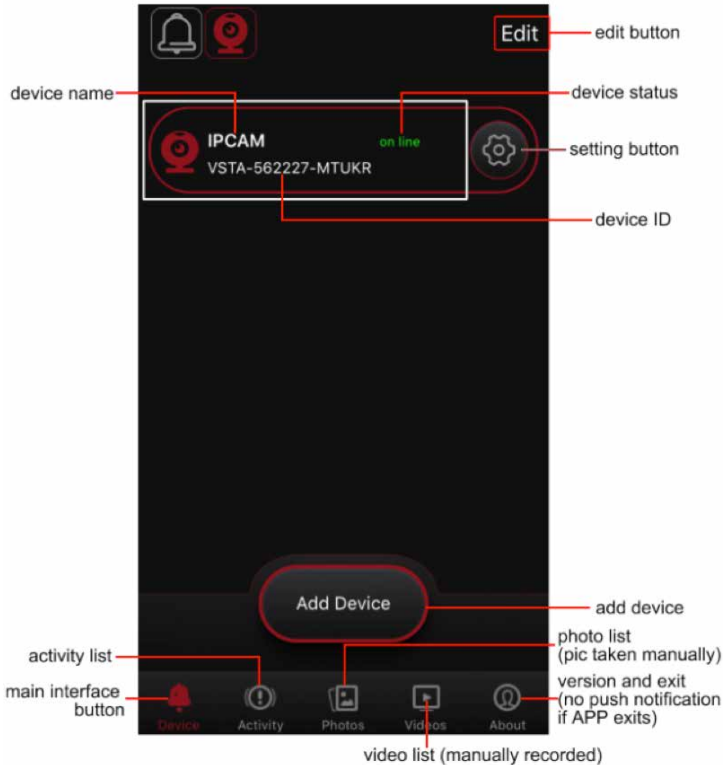 Edit
edit button
device name
device status
IPCAM
on line
setting button
VSTA-562227-MTUKR
device ID
Add Device
add device
photo list
(pic taken manually)
activity list
main interface
button
version and exit
(no push notification
if APP exits)
Device
Activity
Photos
Videos
About
video list (manually recorded)